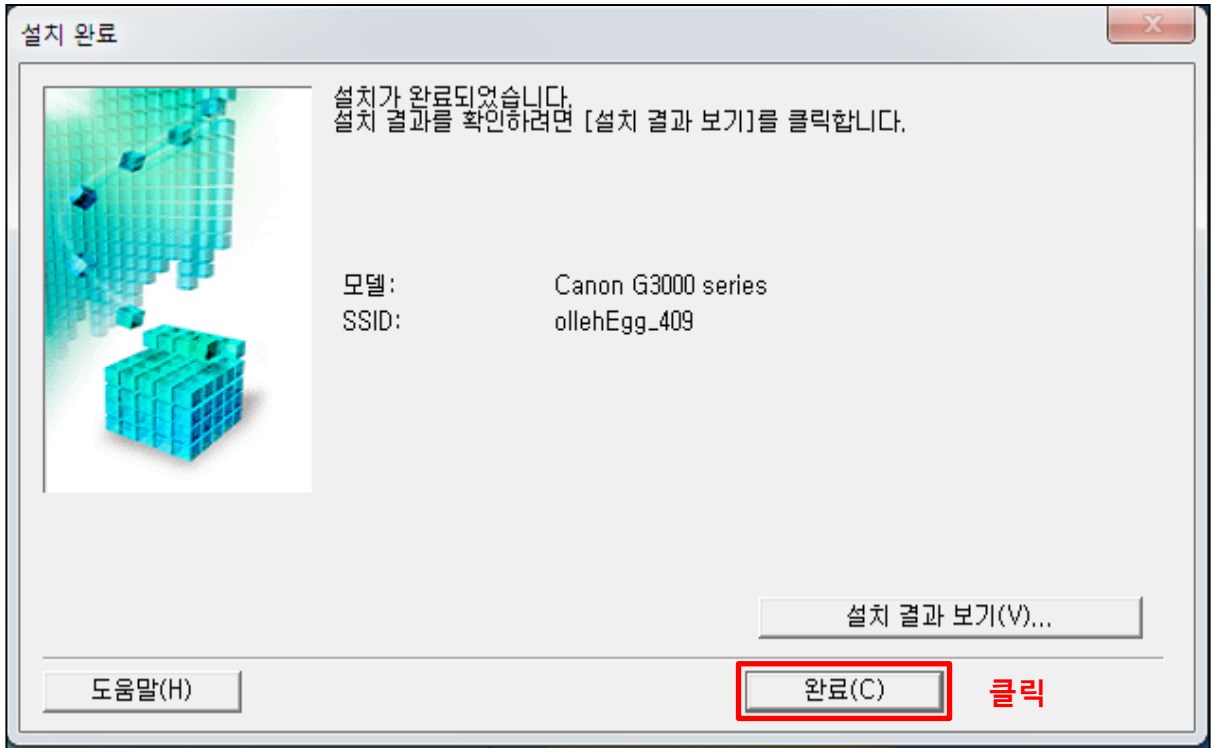 설치 완료
설치가 완료되었습니다.
설치 결과를 확인하려면 [설치 결과 보기]를 클릭합니다.
모델: Canon G3000 series
SSID: ollehEgg_409
설치 결과 보기(V)...
도움말(H) 완료(C) 클릭